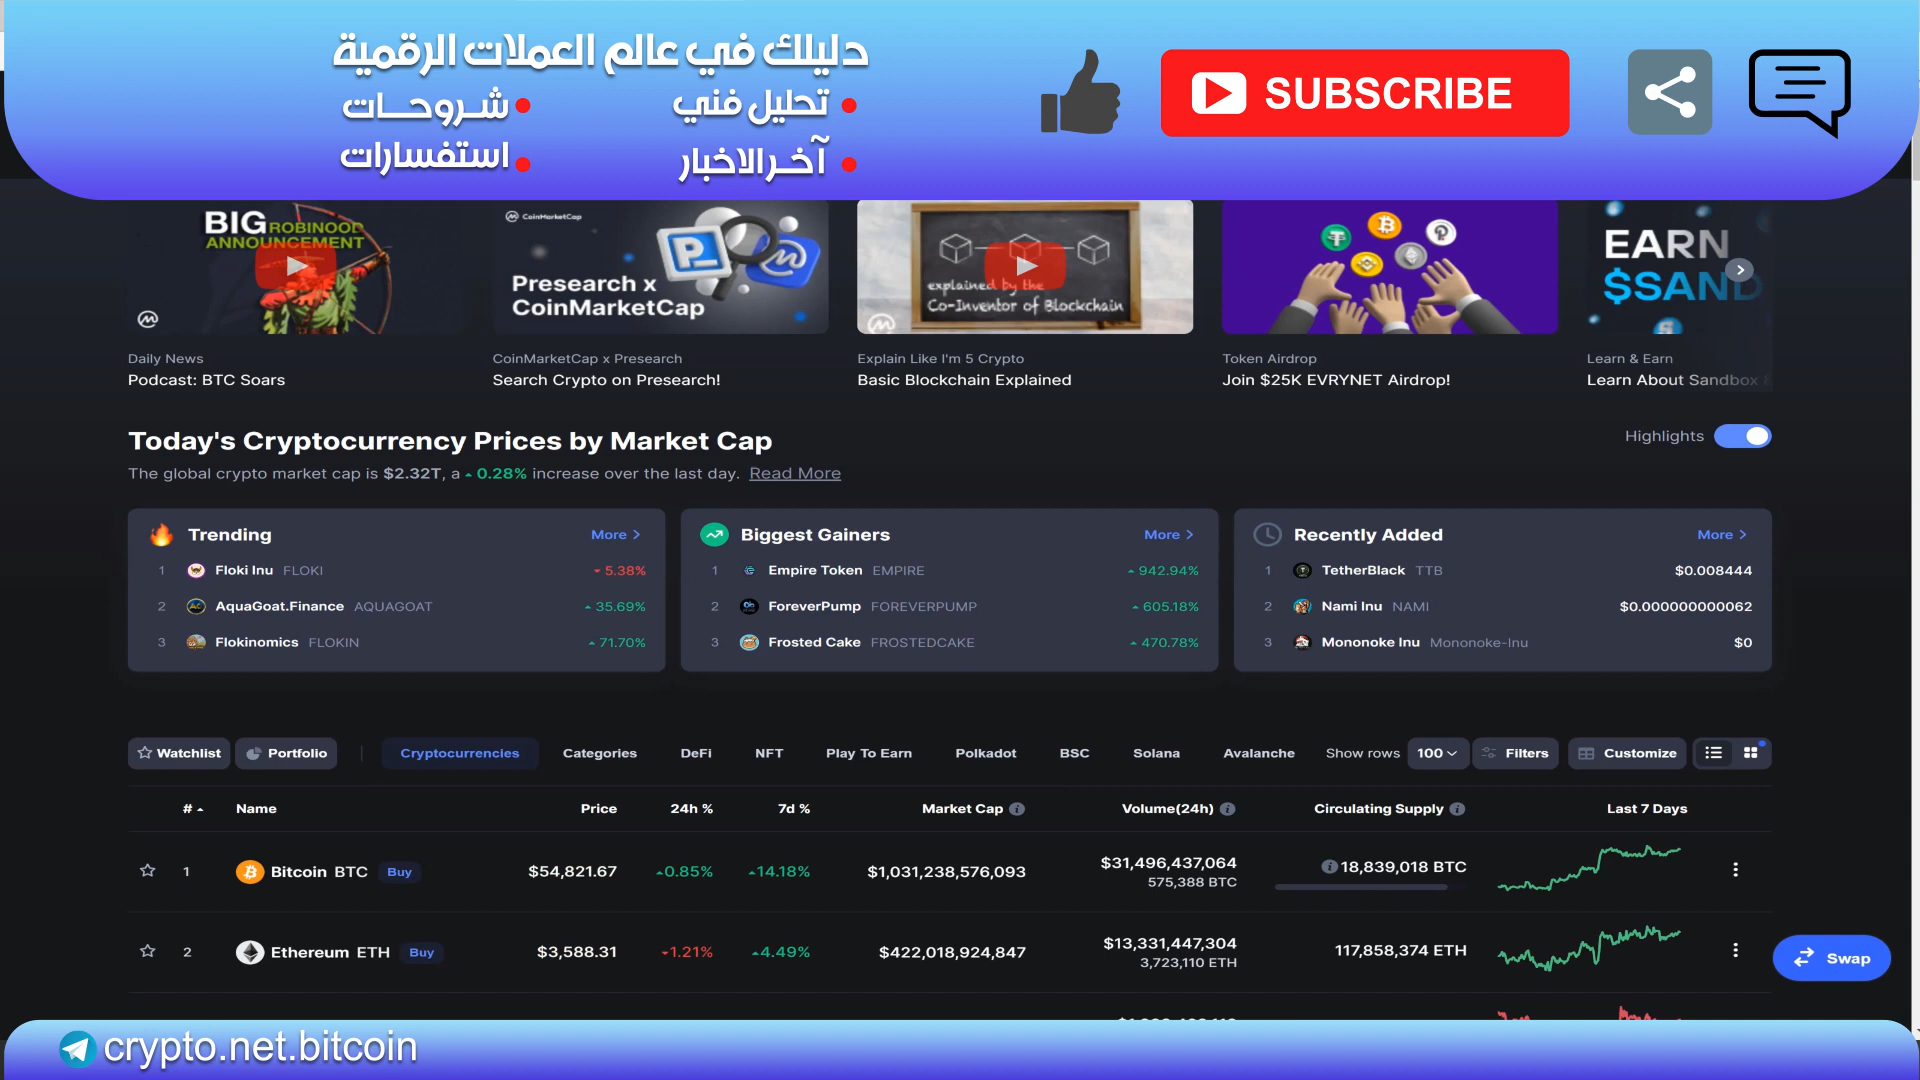 دليلك في عالم العملات الرقمية
تحليل فني
شروحات
آخر الاخبار
استفسارات
SUBSCRIBE
BIG ROBINOOD
ANNOUNCEMENT
CoinMarketCap
Presearch x
CoinMarketCap
explained by the
Co-Inventor of Blockchain
EARN
$SAND
Daily News
Podcast: BTC Soars
CoinMarketCap x Presearch
Search Crypto on Presearch!
Explain Like I'm 5 Crypto
Basic Blockchain Explained
Token Airdrop
Join $25K EVRYNET Airdrop!
Learn & Earn
Learn About Sandbox
Today's Cryptocurrency Prices by Market Cap
Highlights
The global crypto market cap is $2.32T, a 0.28% increase over the last day. Read More
Trending More >
1 Floki Inu FLOKI 5.38%
2 AquaGoat.Finance AQUAGOAT 35.69%
3 Flokinomics FLOKIN 71.70%
Biggest Gainers More >
1 Empire Token EMPIRE 942.94%
2 ForeverPump FOREVERPUMP 605.18%
3 Frosted Cake FROSTEDCAKE 470.78%
Recently Added More >
1 TetherBlack TTB $0.008444
2 Nami Inu NAMI $0.000000000062
3 Mononoke Inu Mononoke-Inu $0
Watchlist Portfolio Cryptocurrencies Categories DeFi NFT Play To Earn Polkadot BSC Solana Avalanche Show rows 100 Filters Customize
# Name Price 24h % 7d % Market Cap Volume(24h) Circulating Supply Last 7 Days
1 Bitcoin BTC Buy $54,821.67 0.85% 14.18% $1,031,238,576,093 $31,496,437,064 18,839,018 BTC
575,388 BTC
2 Ethereum ETH Buy $3,588.31 1.21% 4.49% $422,018,924,847 $13,331,447,304 117,858,374 ETH
3,723,110 ETH
Swap
crypto.net.bitcoin